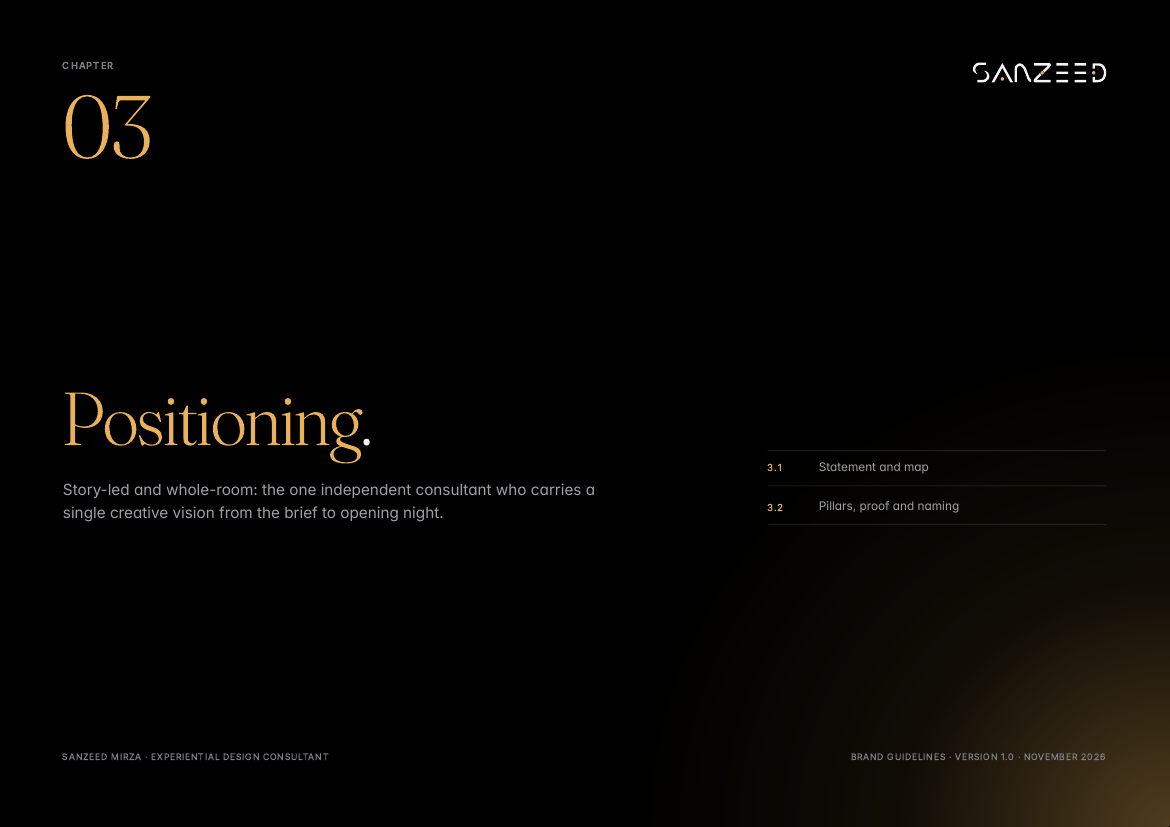 CHAPTER
SANZEED
03
Positioning.
Story-led and whole-room: the one independent consultant who carries a
single creative vision from the brief to opening night.
3.1 Statement and map
3.2 Pillars, proof and naming
SANZEED MIRZA · EXPERIENTIAL DESIGN CONSULTANT
BRAND GUIDELINES · VERSION 1.0 · NOVEMBER 2026